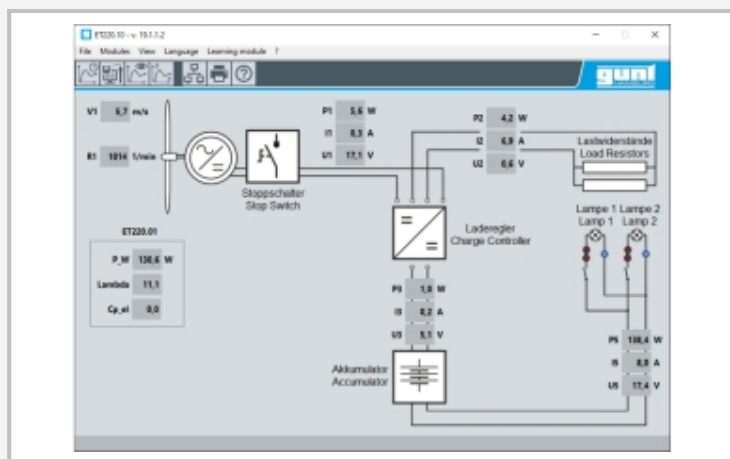 ET220.10 - v. 19.1.1.2
File Modules View Language Learning module ?
gunt
V1 5,7 m/s
R1 1014 1/min
P1 5,6 W
I1 0,3 A
U1 17,1 V
P2 4,2 W
I2 6,9 A
U2 0,6 V
Lastwiderstände
Load Resistors
Stoppschalter
Stop Switch
Lampe 1 Lampe 2
Lamp 1 Lamp 2
Laderegler
Charge Controller
ET220.01
P_W 130,6 W
Lambda 11,1
Cp_el 0,0
P3 1,0 W
I3 0,2 A
U3 5,1 V
Akkumulator
Accumulator
P5 138,4 W
I5 8,0 A
U5 17,4 V